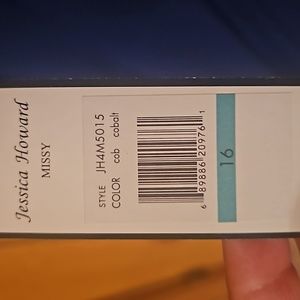 Jessica Howard
MISSY
STYLE JH4M5015
COLOR cob cobalt
6 89886 20976 1
16